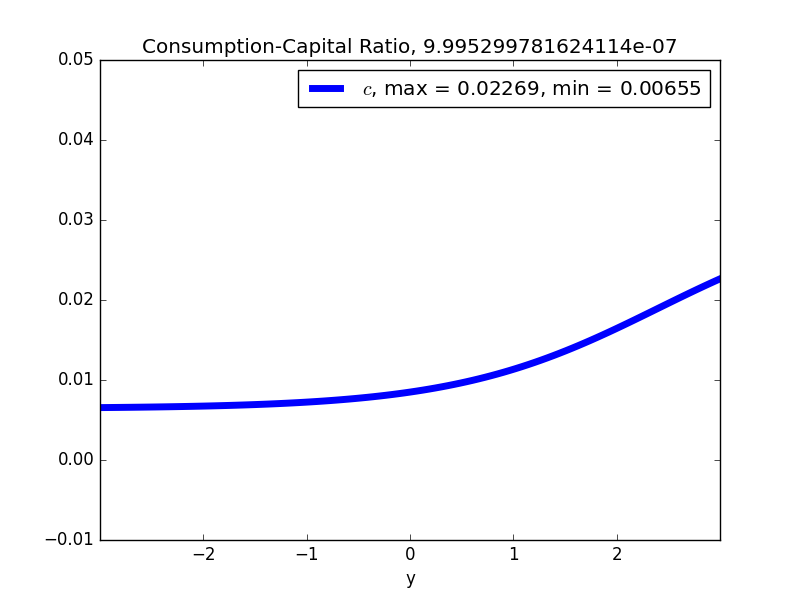 Consumption-Capital Ratio, 9.995299781624114e-07
c, max = 0.02269, min = 0.00655
0.05
0.04
0.03
0.02
0.01
0.00
−0.01
−2 −1 0 1 2
y